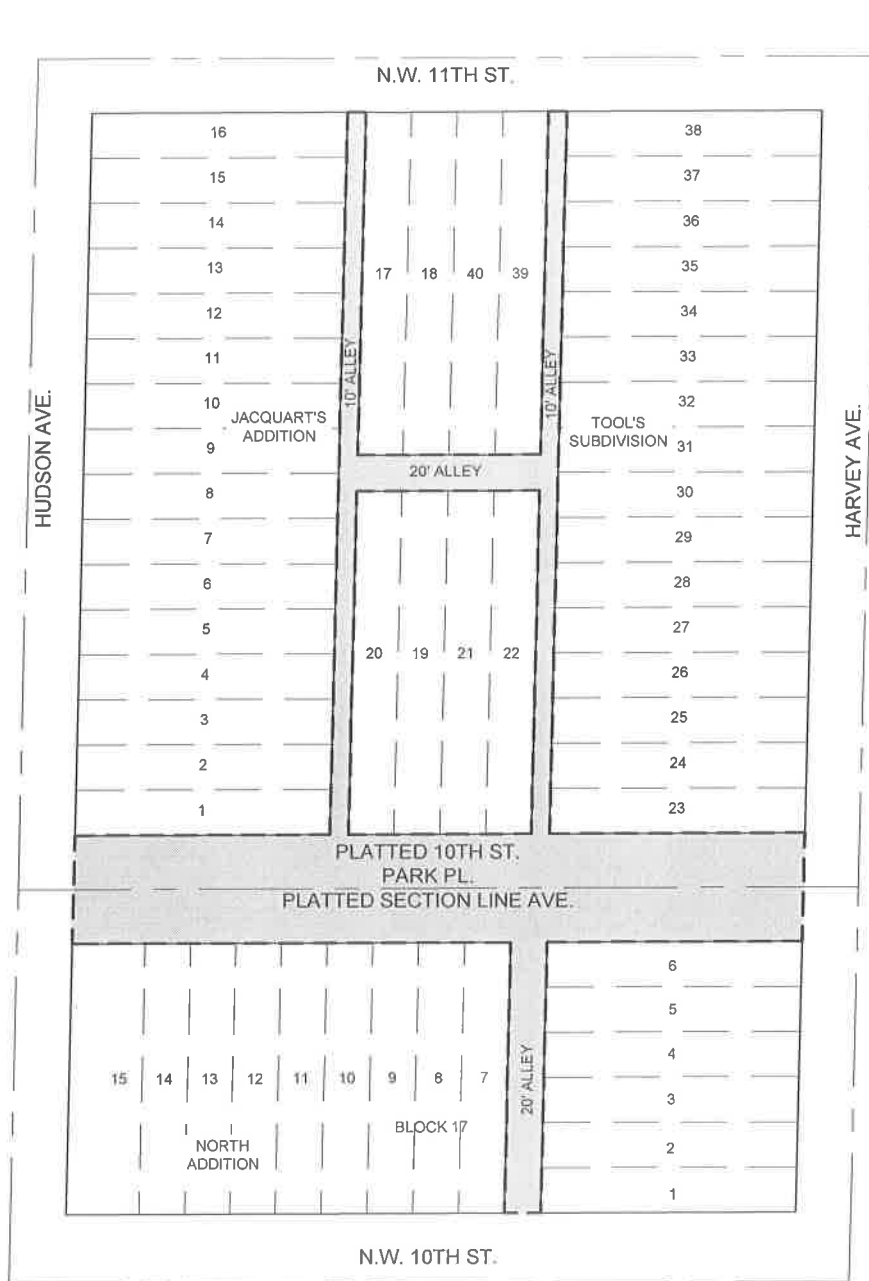 N.W. 11TH ST.
HUDSON AVE.
HARVEY AVE.
16
15
14
13
12
11
10
JACQUART'S
ADDITION
9
8
7
6
5
4
3
2
1
10' ALLEY
17 18 40 39
20' ALLEY
20 19 21 22
10' ALLEY
38
37
36
35
34
33
32
TOOL'S
SUBDIVISION
31
30
29
28
27
26
25
24
23
PLATTED 10TH ST.
PARK PL.
PLATTED SECTION LINE AVE.
15 14 13 12 11 10 9 8 7
BLOCK 17
NORTH
ADDITION
20' ALLEY
6
5
4
3
2
1
N.W. 10TH ST.